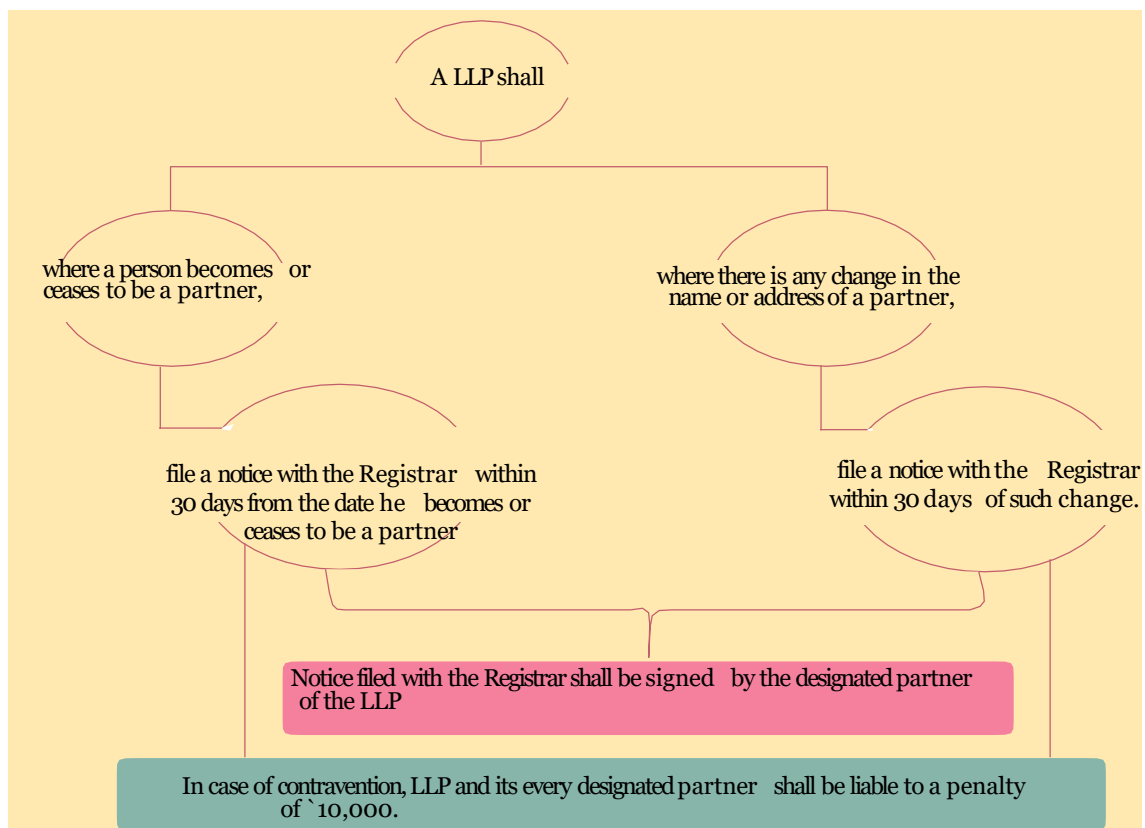 A LLP shall
where a person becomes or
ceases to be a partner,
where there is any change in the
name or address of a partner,
file a notice with the Registrar within
30 days from the date he becomes or
ceases to be a partner
file a notice with the Registrar
within 30 days of such change.
Notice filed with the Registrar shall be signed by the designated partner
of the LLP
In case of contravention, LLP and its every designated partner shall be liable to a penalty
of `10,000.